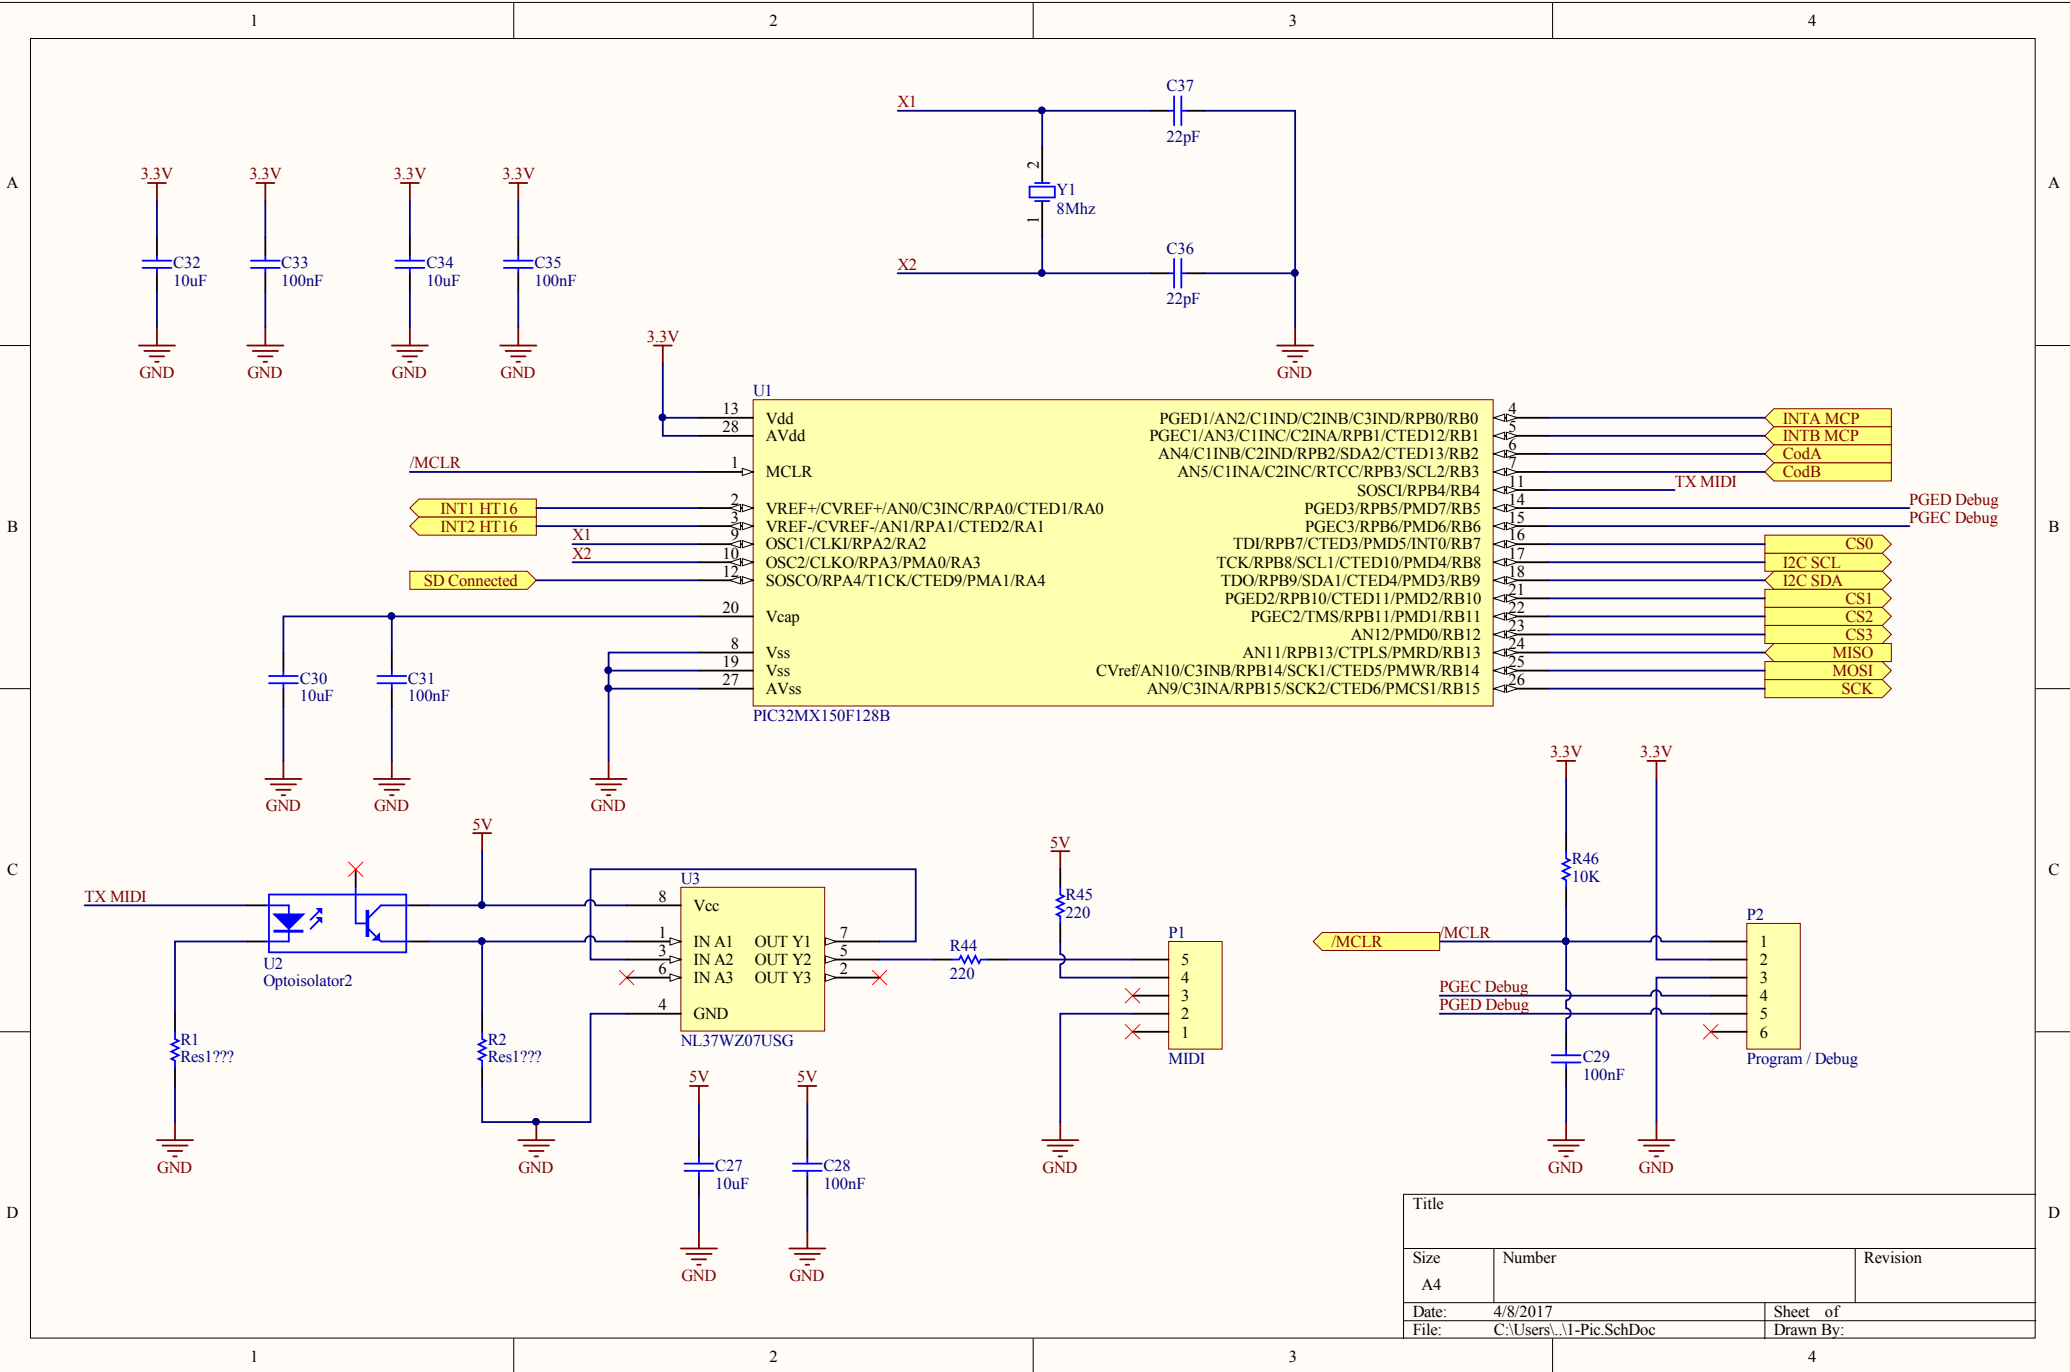 1 2 3 4
A A
B B
C C
D D
1 2 3 4
X1
C37
22pF
2
Y1
8Mhz
1
X2
C36
22pF
GND
3.3V 3.3V 3.3V 3.3V
C32
10uF
C33
100nF
C34
10uF
C35
100nF
GND GND GND GND
3.3V
U1
13 Vdd
28 AVdd
/MCLR 1 MCLR
INT1 HT16 2 VREF+/CVREF+/AN0/C3INC/RPA0/CTED1/RA0
INT2 HT16 3 VREF-/CVREF-/AN1/RPA1/CTED2/RA1
X1 9 OSC1/CLKI/RPA2/RA2
X2 10 OSC2/CLKO/RPA3/PMA0/RA3
SD Connected 12 SOSCO/RPA4/T1CK/CTED9/PMA1/RA4
20 Vcap
8 Vss
19 Vss
27 AVss
PGED1/AN2/C1IND/C2INB/C3IND/RPB0/RB0 4 INTA MCP
PGEC1/AN3/C1INC/C2INA/RPB1/CTED12/RB1 5 INTB MCP
AN4/C1INB/C2IND/RPB2/SDA2/CTED13/RB2 6 CodA
AN5/C1INA/C2INC/RTCC/RPB3/SCL2/RB3 7 CodB
SOSCI/RPB4/RB4 11 TX MIDI
PGED3/RPB5/PMD7/RB5 14 PGED Debug
PGEC3/RPB6/PMD6/RB6 15 PGEC Debug
TDI/RPB7/CTED3/PMD5/INT0/RB7 16 CS0
TCK/RPB8/SCL1/CTED10/PMD4/RB8 17 I2C SCL
TDO/RPB9/SDA1/CTED4/PMD3/RB9 18 I2C SDA
PGED2/RPB10/CTED11/PMD2/RB10 21 CS1
PGEC2/TMS/RPB11/PMD1/RB11 22 CS2
AN12/PMD0/RB12 23 CS3
AN11/RPB13/CTPLS/PMRD/RB13 24 MISO
CVref/AN10/C3INB/RPB14/SCK1/CTED5/PMWR/RB14 25 MOSI
AN9/C3INA/RPB15/SCK2/CTED6/PMCS1/RB15 26 SCK
PIC32MX150F128B
C30
10uF
C31
100nF
GND GND GND
TX MIDI
U2
Optoisolator2
R1
Res1???
GND
5V
R2
Res1???
GND
U3
8 Vcc
1 IN A1 OUT Y1 7
3 IN A2 OUT Y2 5
6 IN A3 OUT Y3 2
4 GND
NL37WZ07USG
R44
220
5V
R45
220
P1
5
4
3
2
1
MIDI
GND
5V 5V
C27
10uF
C28
100nF
GND GND
3.3V 3.3V
R46
10K
/MCLR /MCLR
PGEC Debug
PGED Debug
P2
1
2
3
4
5
6
Program / Debug
C29
100nF
GND GND
Title
Size Number Revision
A4
Date: 4/8/2017 Sheet of
File: C:\Users\..\1-Pic.SchDoc Drawn By: